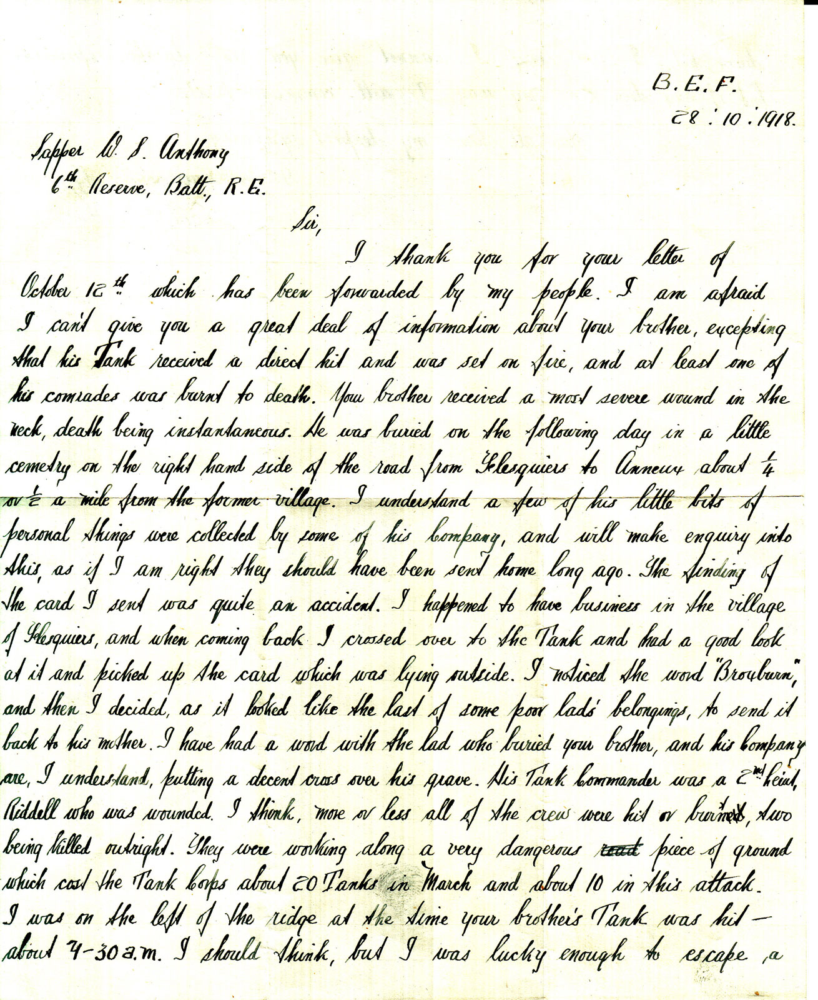 B.E.F.
28:10:1918.
Sapper W. S. Anthony
6th Reserve, Batt., R.E.
Sir,
I thank you for your letter of
October 12th which has been forwarded by my people. I am afraid
I can't give you a great deal of information about your brother, excepting
that his Tank received a direct hit and was set on fire, and at least one of
his comrades was burnt to death. Your brother received a most severe wound in the
neck, death being instantaneous. He was buried on the following day in a little
cemetry on the right hand side of the road from Flesquiers to Anneux about 1/4
or 1/2 a mile from the former village. I understand a few of his little bits of
personal things were collected by some of his Company, and will make enquiry into
this, as if I am right they should have been sent home long ago. The finding of
the card I sent was quite an accident. I happened to have business in the village
of Flesquiers, and when coming back I crossed over to the Tank and had a good look
at it and picked up the card which was lying outside. I noticed the word "Broxburn",
and then I decided, as it looked like the last of some poor lads' belongings, to send it
back to his mother. I have had a word with the lad who buried your brother, and his Company
are, I understand, putting a decent cross over his grave. His Tank Commander was a 2nd Leiut,
Riddell who was wounded. I think, more or less all of the crew were hit or burnt, two
being killed outright. They were working along a very dangerous road piece of ground
which cost the Tank Corps about 20 Tanks in March and about 10 in this attack.
I was on the left of the ridge at the time your brother's Tank was hit —
about 7-30 a.m. I should think, but I was lucky enough to escape a